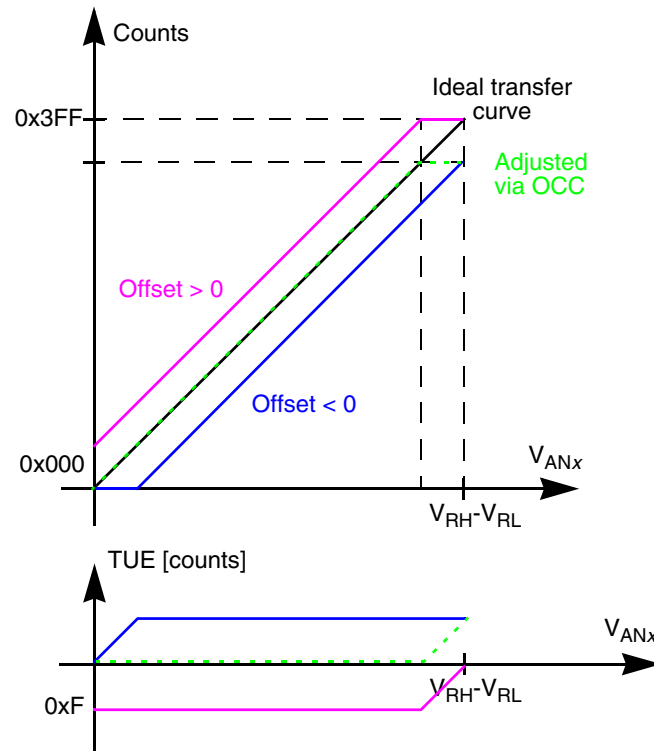 Counts
Ideal transfer
curve
0x3FF
Adjusted
via OCC
Offset > 0
Offset < 0
0x000
VANx
VRH-VRL
TUE [counts]
VANx
VRH-VRL
0xF